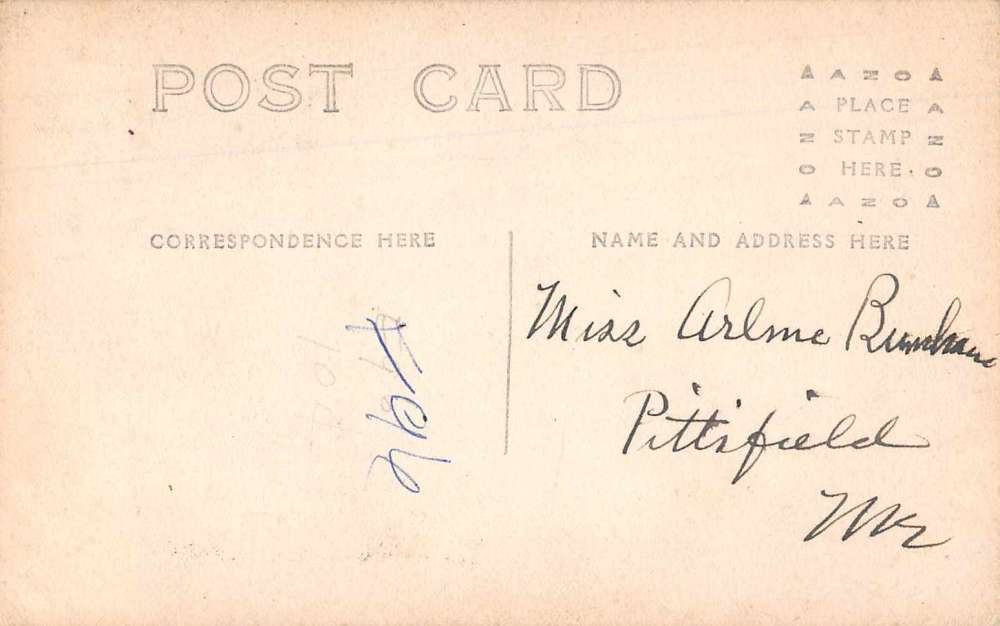 POST CARD
AZO
PLACE
STAMP
HERE
AZO
CORRESPONDENCE HERE
NAME AND ADDRESS HERE
Miss Arlene
Pittsfield
Me